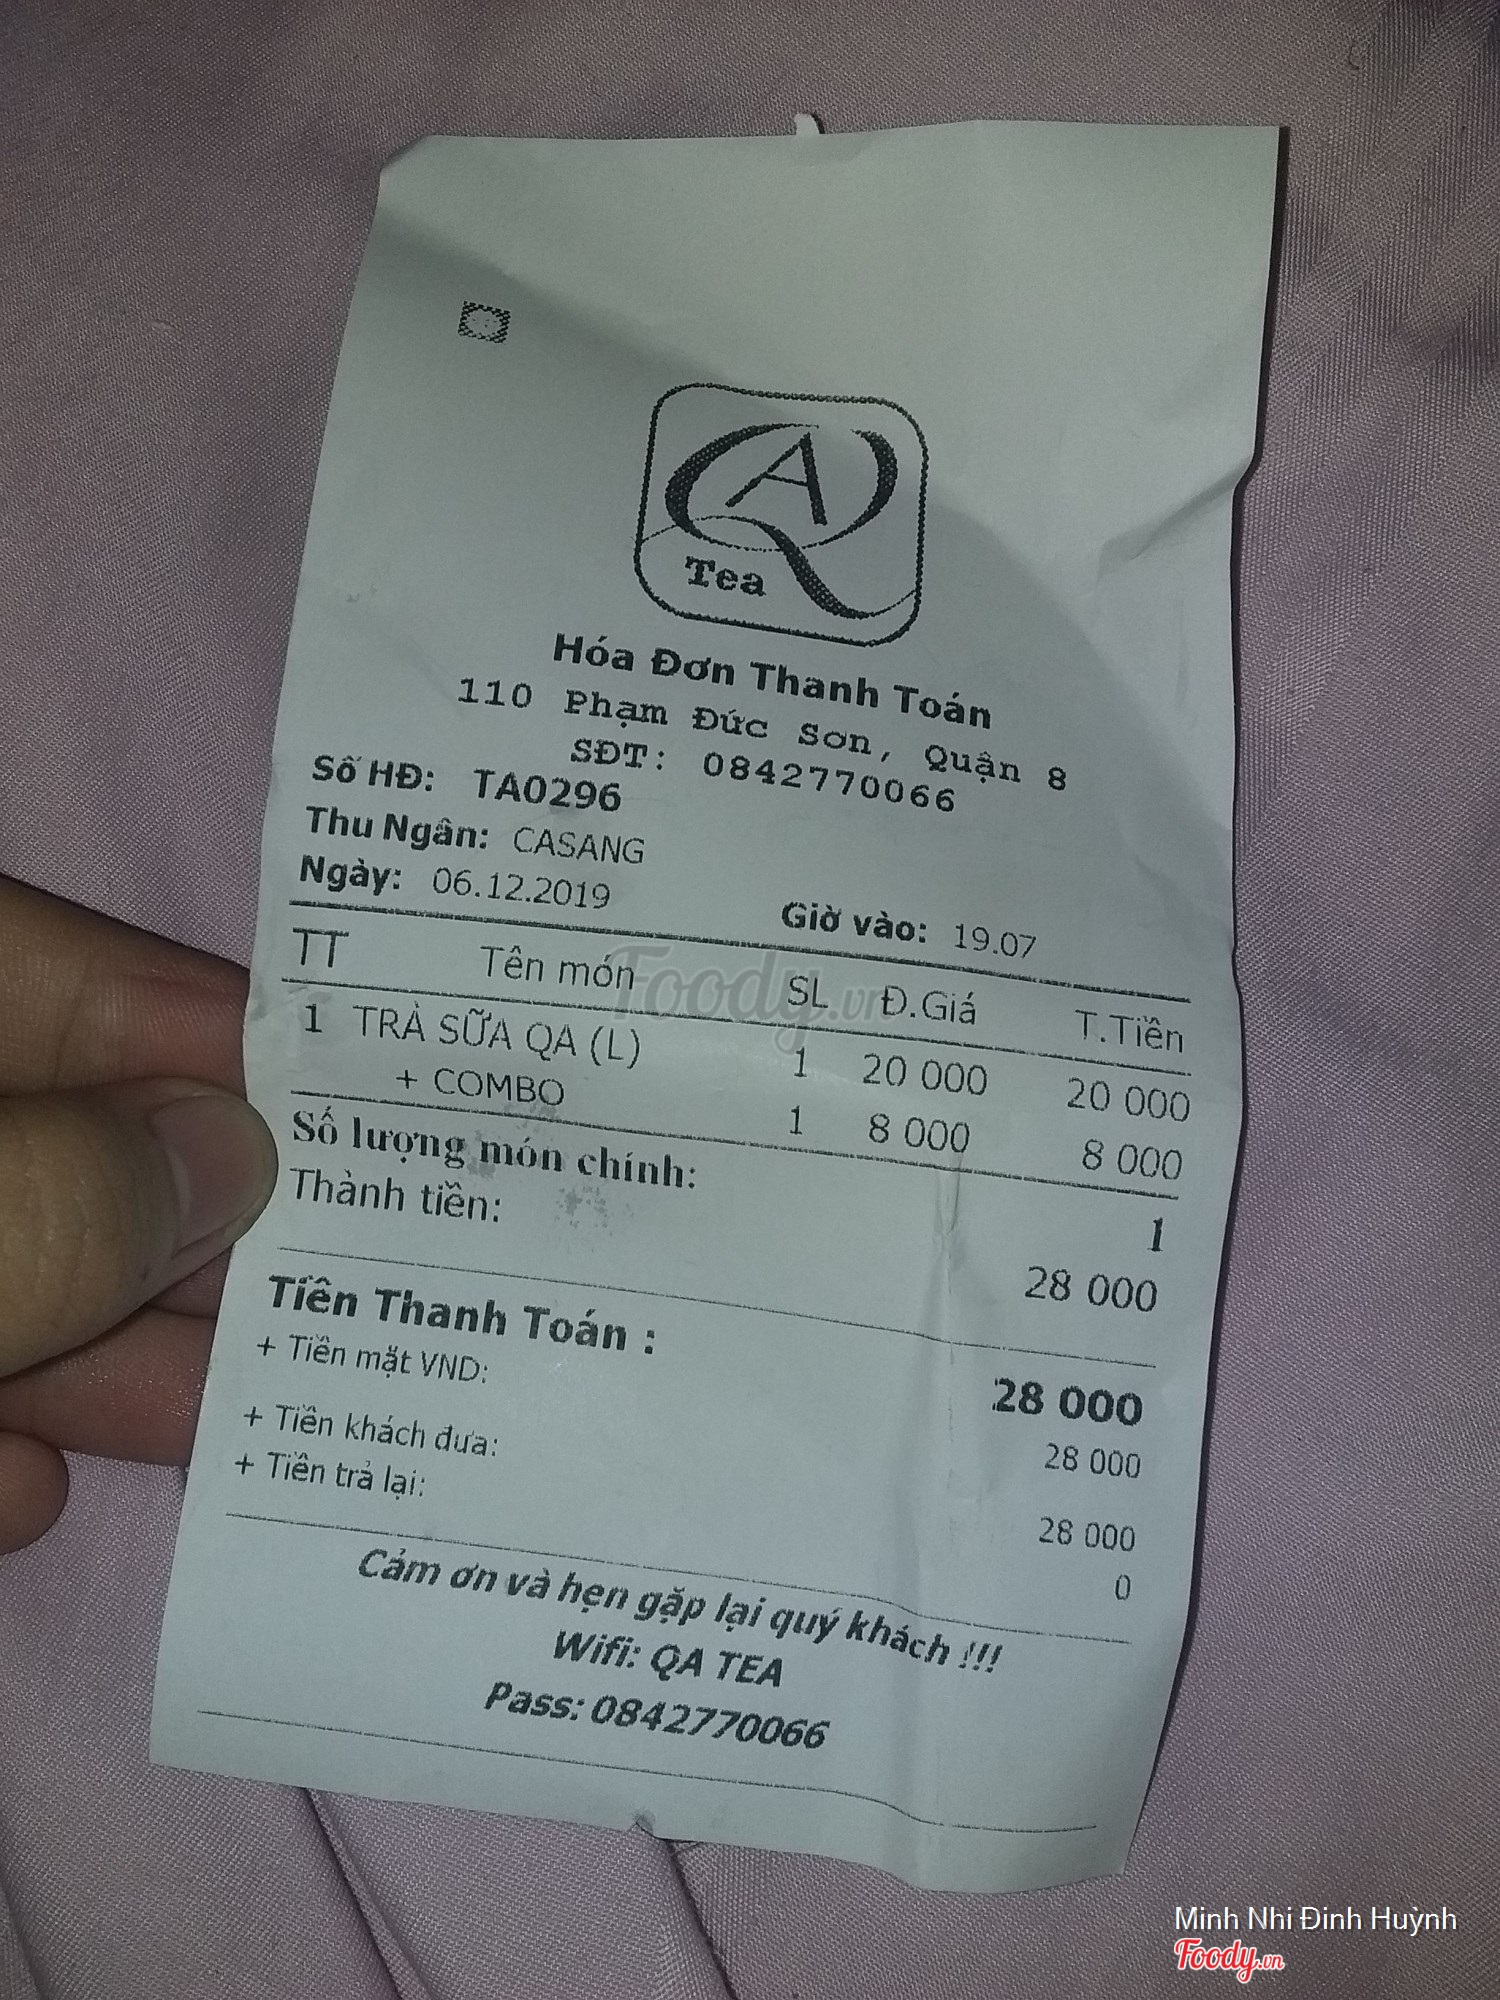 QA
Tea
Hóa Đơn Thanh Toán
110 Phạm Đức Sơn, Quận 8
SĐT: 0842770066
Số HĐ: TA0296
Thu Ngân: CASANG
Ngày: 06.12.2019 Giờ vào: 19.07
TT Tên món SL Đ.Giá T.Tiền
1 TRÀ SỮA QA (L) 1 20 000 20 000
+ COMBO 1 8 000 8 000
Số lượng món chính: 1
Thành tiền: 28 000
Tiền Thanh Toán : 28 000
+ Tiền mặt VND: 28 000
+ Tiền khách đưa: 28 000
+ Tiền trả lại: 0
Cảm ơn và hẹn gặp lại quý khách !!!
Wifi: QA TEA
Pass: 0842770066
Foody.vn
Minh Nhi Đinh Huỳnh
Foody.vn